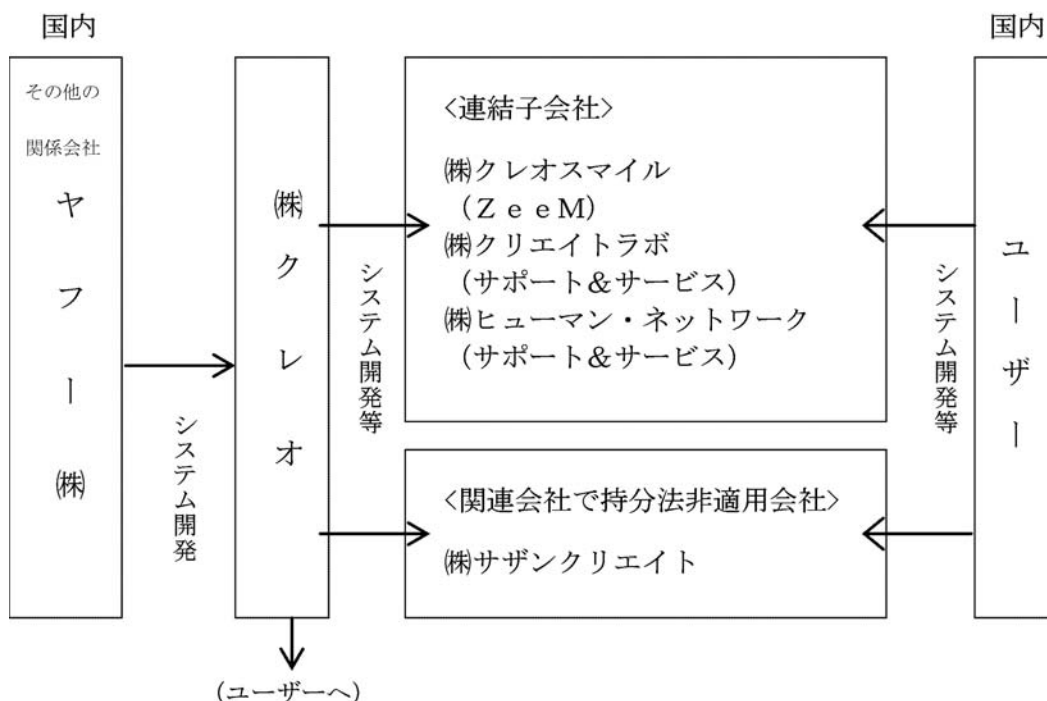 国内
国内
その他の
関係会社
ヤフー㈱
システム開発
㈱クレオ
システム開発等
<連結子会社>
㈱クレオスマイル
(ＺｅｅＭ)
㈱クリエイトラボ
(サポート＆サービス)
㈱ヒューマン・ネットワーク
(サポート＆サービス)
<関連会社で持分法非適用会社>
㈱サザンクリエイト
システム開発等
ユーザー
(ユーザーへ)